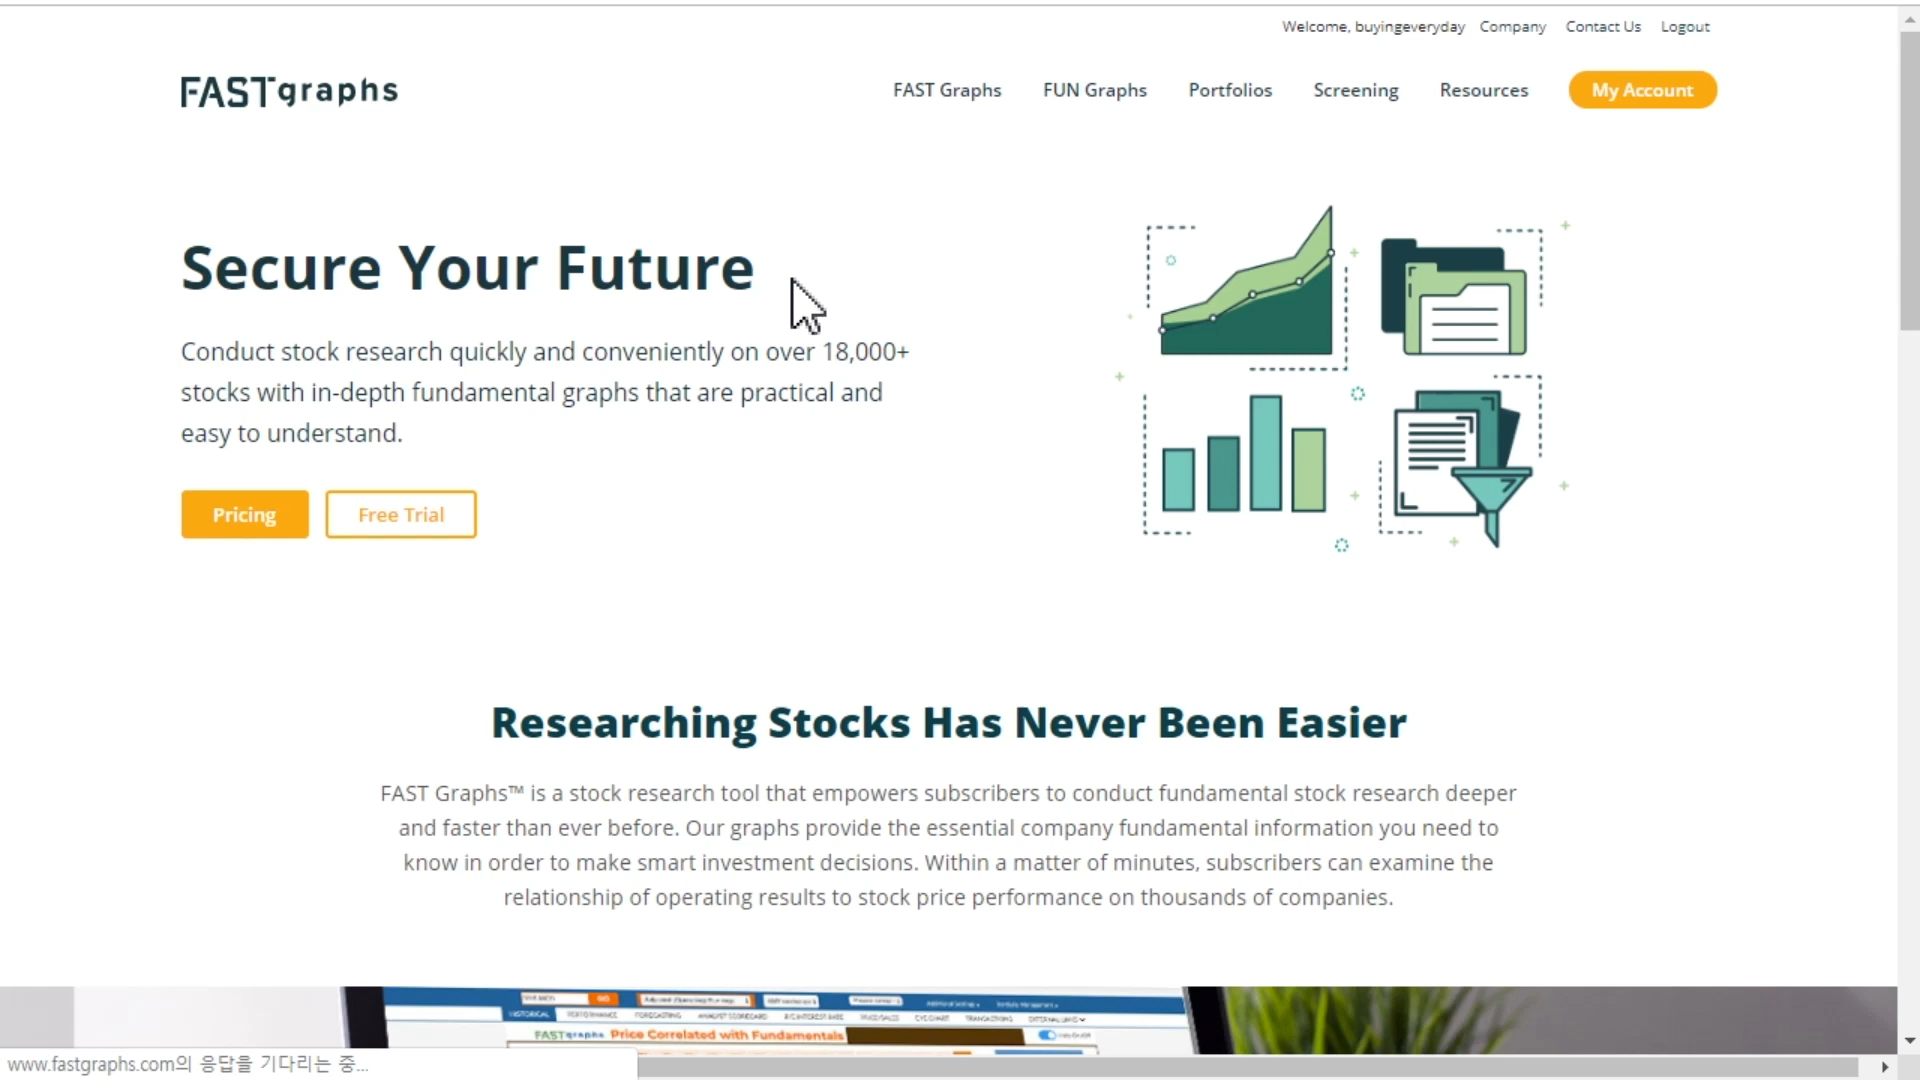 Welcome, buyingeveryday Company Contact Us Logout
FASTgraphs FAST Graphs FUN Graphs Portfolios Screening Resources My Account
Secure Your Future
Conduct stock research quickly and conveniently on over 18,000+
stocks with in-depth fundamental graphs that are practical and
easy to understand.
Pricing Free Trial
Researching Stocks Has Never Been Easier
FAST Graphs™ is a stock research tool that empowers subscribers to conduct fundamental stock research deeper
and faster than ever before. Our graphs provide the essential company fundamental information you need to
know in order to make smart investment decisions. Within a matter of minutes, subscribers can examine the
relationship of operating results to stock price performance on thousands of companies.
HISTORICAL PERFORMANCE FORECASTING ANALYST SCORECARD
FASTgraphs Price Correlated with Fundamentals
www.fastgraphs.com의 응답을 기다리는 중...